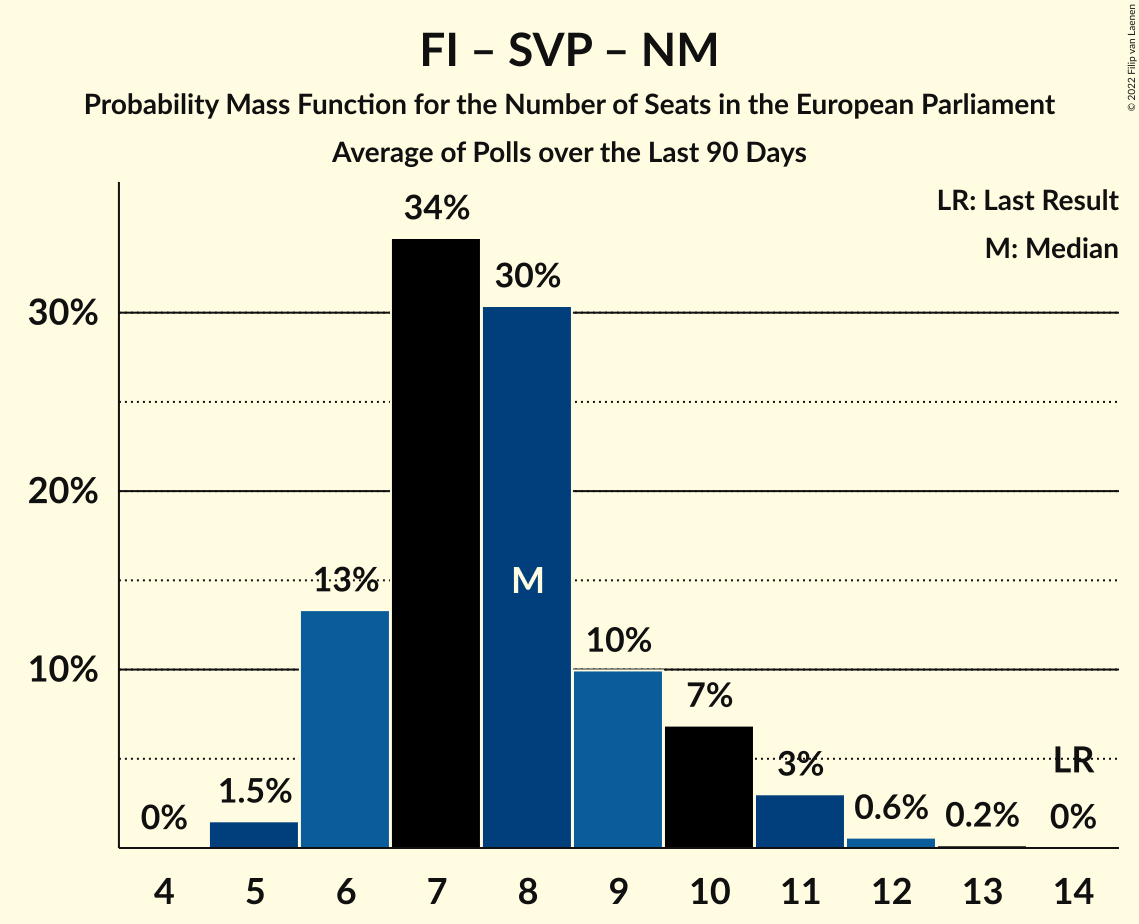 FI – SVP – NM
Probability Mass Function for the Number of Seats in the European Parliament
Average of Polls over the Last 90 Days
© 2022 Filip van Laenen
LR: Last Result
M: Median
34%
30%
30%
20%
M
13%
10%
10%
7%
3%
LR
1.5%
0%
0.6%
0.2%
0%
4 5 6 7 8 9 10 11 12 13 14